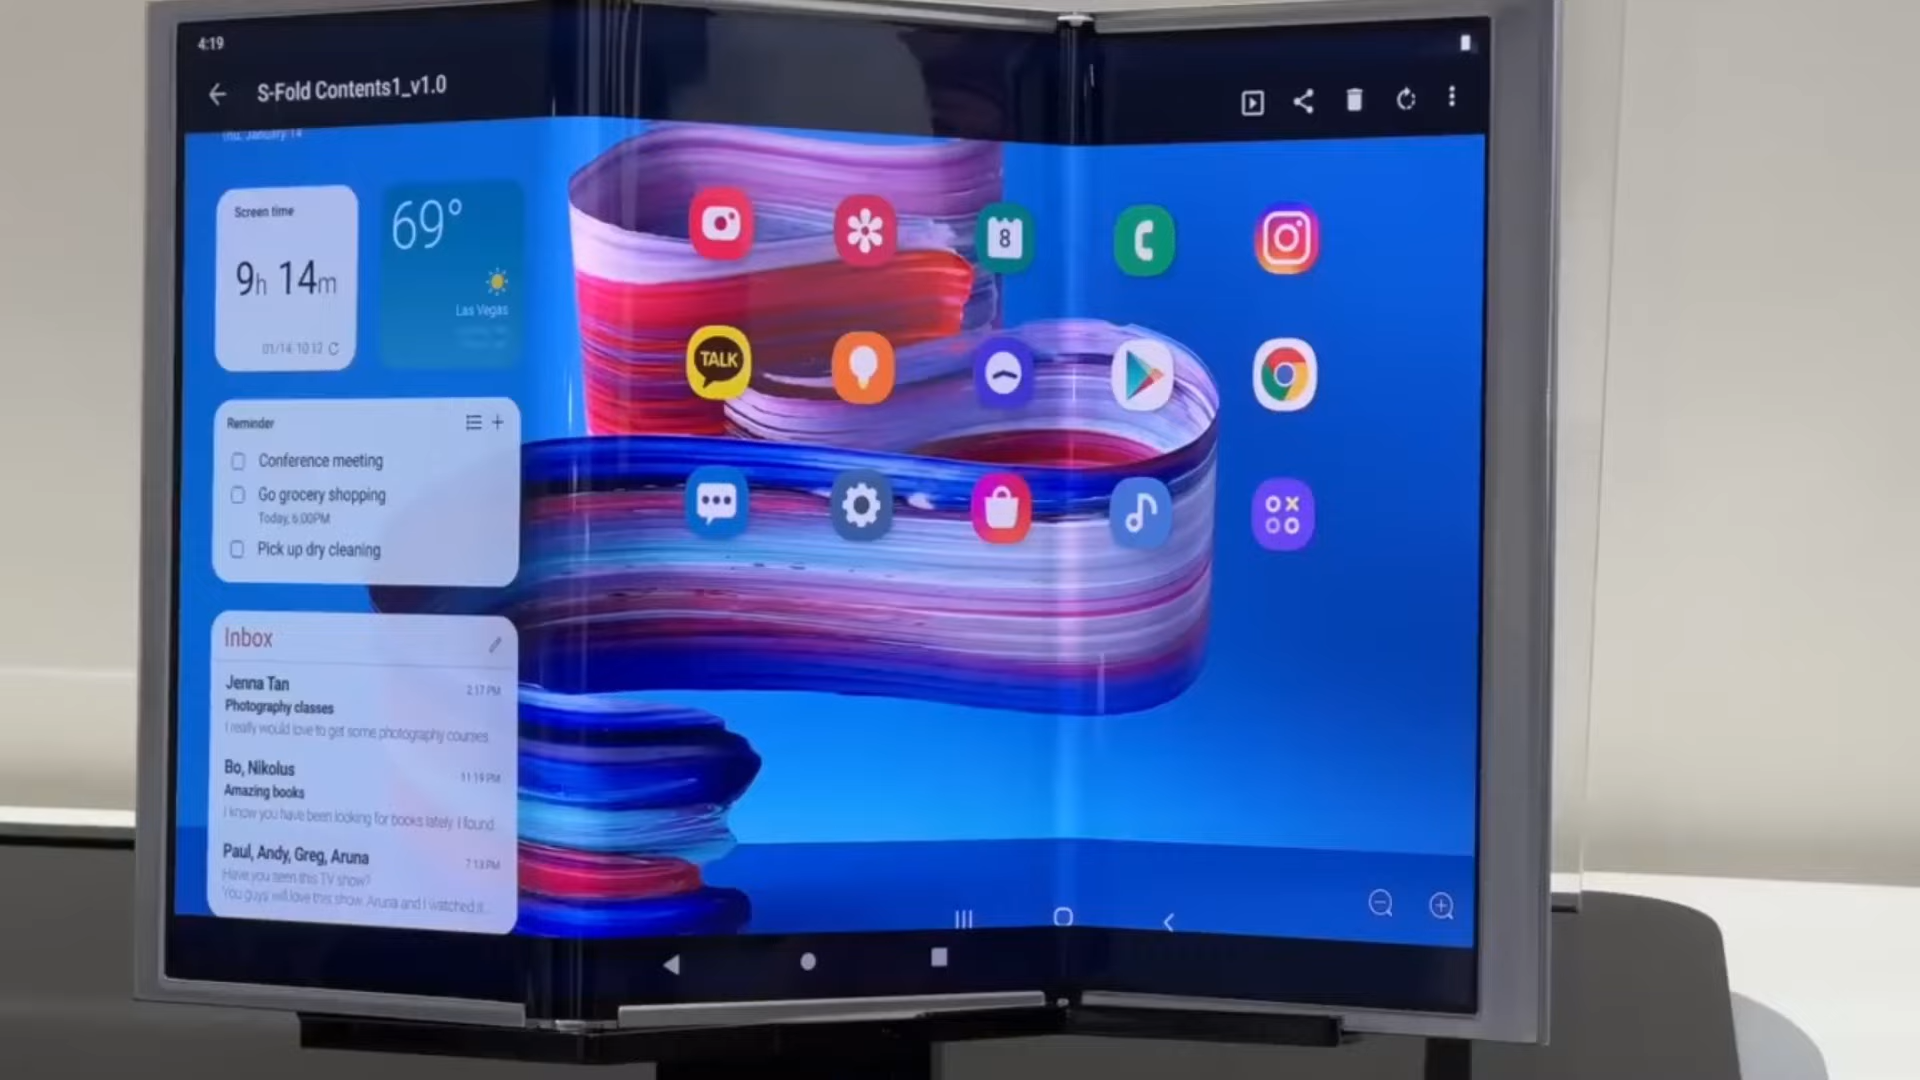 4:19
S-Fold Contents1_v1.0
Thu, January 14
Screen time
9h 14m
01/14 10:12
69°
Las Vegas
8
TALK
Reminder
Conference meeting
Go grocery shopping
Today, 6:00PM
Pick up dry cleaning
Inbox
Jenna Tan
2:17 PM
Photography classes
I really would love to get some photography courses.
Bo, Nikolus
11:19 PM
Amazing books
I know you have been looking for books lately. I found
Paul, Andy, Greg, Aruna
7:13 PM
Have you seen this TV show?
You guys will love this show. Aruna and I watched it...